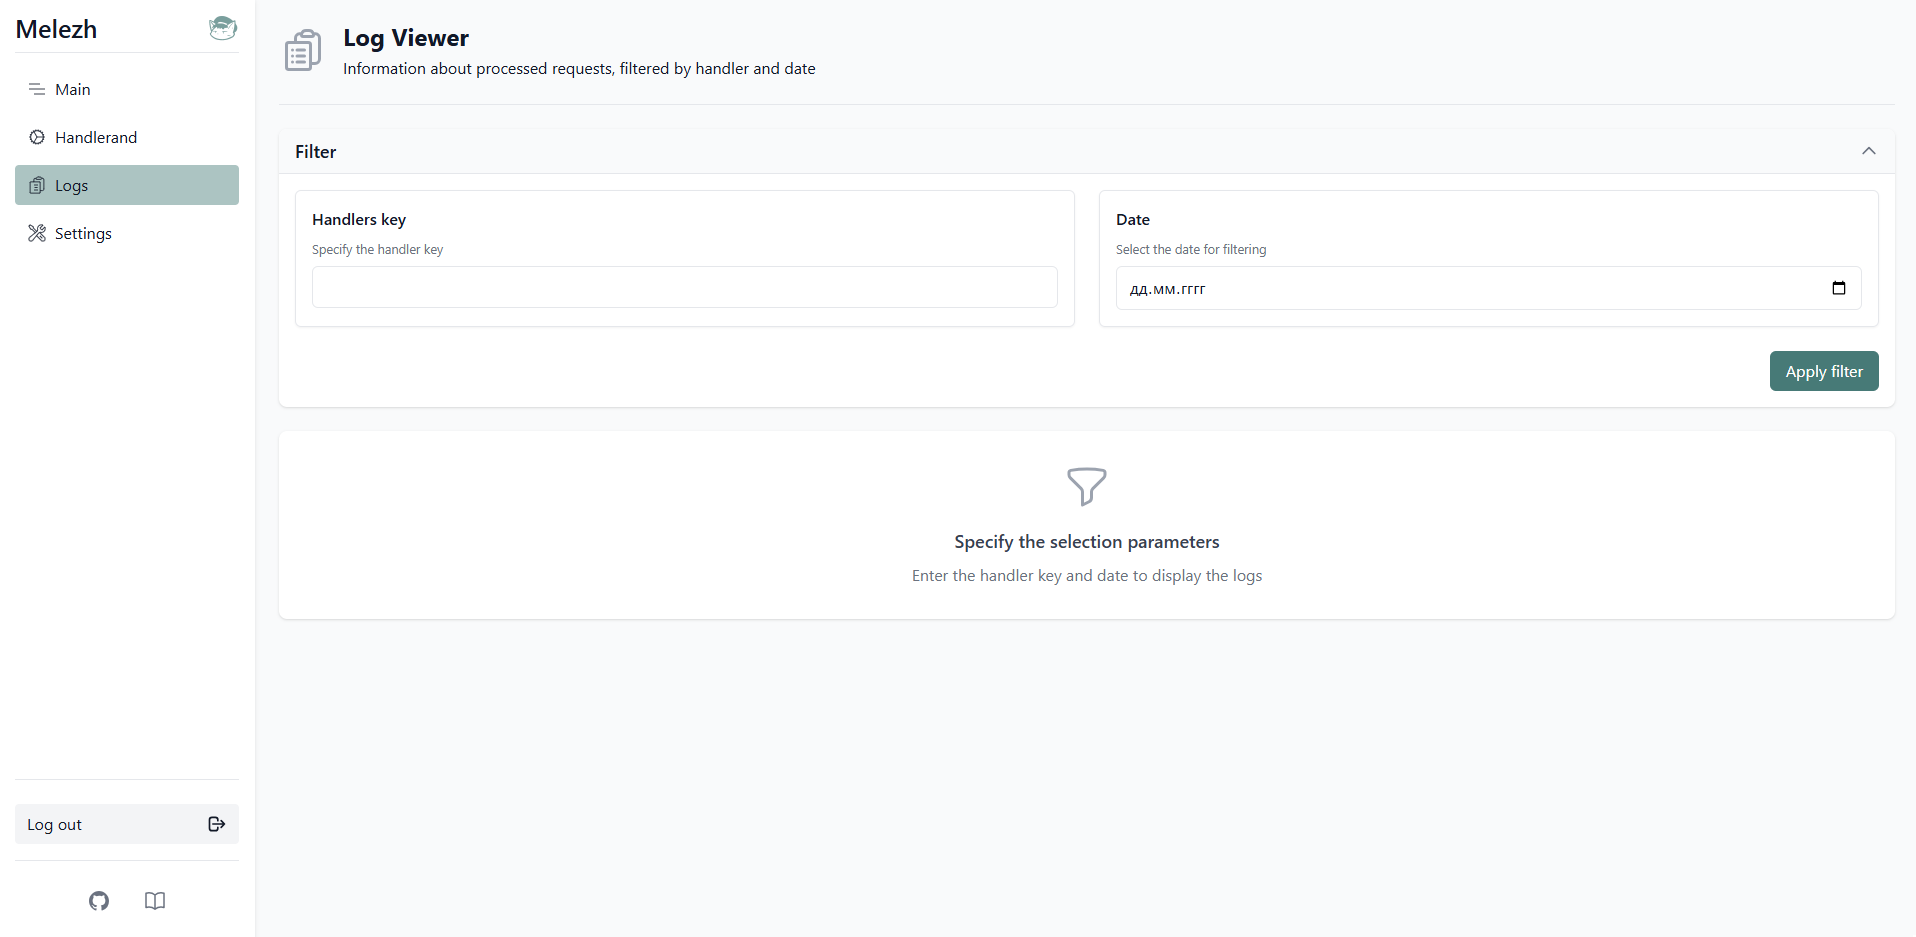 Melezh
Main
Handlerand
Logs
Settings
Log out
Log Viewer
Information about processed requests, filtered by handler and date
Filter
Handlers key
Specify the handler key
Date
Select the date for filtering
дд.мм.гггг
Apply filter
Specify the selection parameters
Enter the handler key and date to display the logs